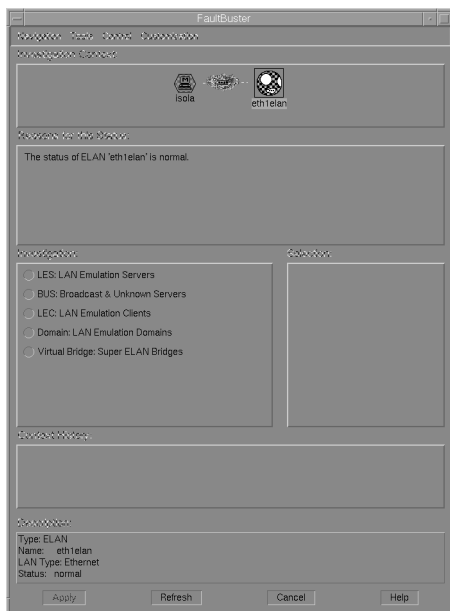 FaultBuster
isola
eth1elan
The status of ELAN 'eth1elan' is normal.
LES: LAN Emulation Servers
BUS: Broadcast & Unknown Servers
LEC: LAN Emulation Clients
Domain: LAN Emulation Domains
Virtual Bridge: Super ELAN Bridges
Type: ELAN
Name: eth1elan
LAN Type: Ethernet
Status: normal
Apply Refresh Cancel Help